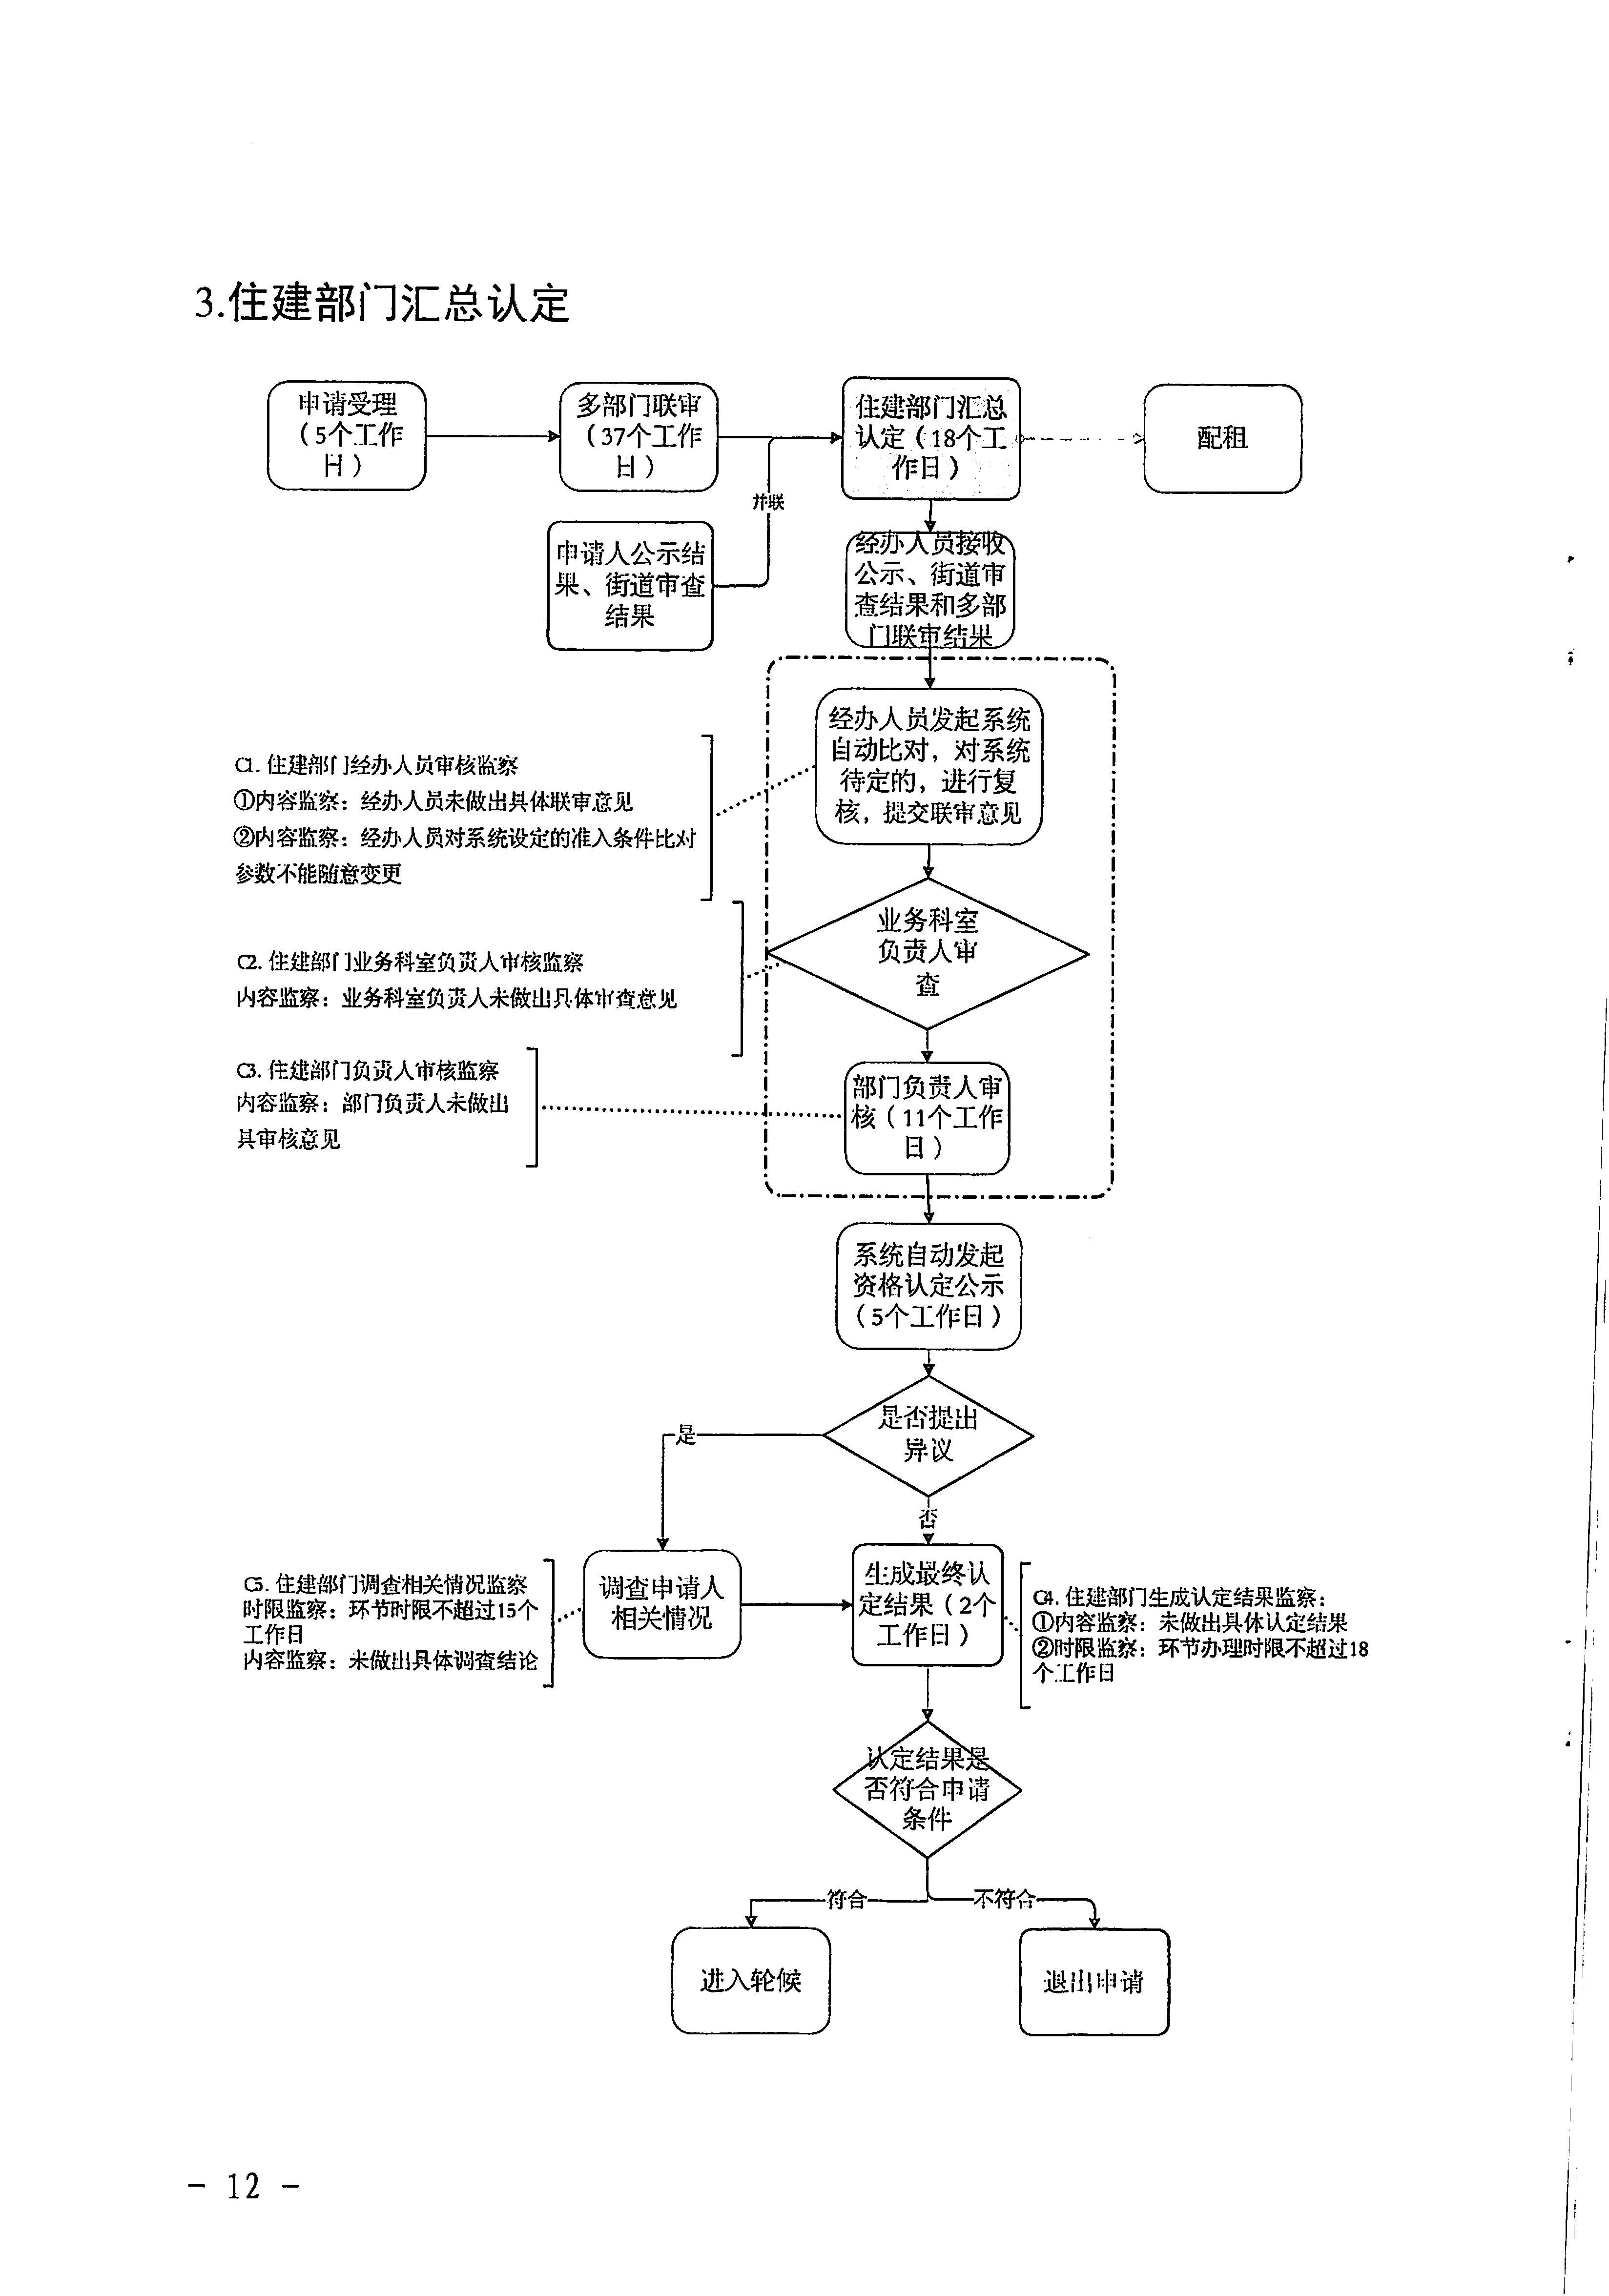 3.住建部门汇总认定
申请受理
（5个工作
日）
多部门联审
（37个工作
日）
住建部门汇总
认定（18个工
作日）
配租
并联
申请人公示结
果、街道审查
结果
经办人员接收
公示、街道审
查结果和多部
门联审结果
经办人员发起系统
自动比对，对系统
待定的，进行复
核，提交联审意见
C1. 住建部门经办人员审核监察
①内容监察：经办人员未做出具体联审意见
②内容监察：经办人员对系统设定的准入条件比对
参数不能随意变更
业务科室
负责人审
查
C2. 住建部门业务科室负责人审核监察
内容监察：业务科室负责人未做出具体审查意见
C3. 住建部门负责人审核监察
内容监察：部门负责人未做出
具审核意见
部门负责人审
核（11个工作
日）
系统自动发起
资格认定公示
（5个工作日）
是否提出
异议
是
否
C5. 住建部门调查相关情况监察
时限监察：环节时限不超过15个
工作日
内容监察：未做出具体调查结论
调查申请人
相关情况
生成最终认
定结果（2个
工作日）
C4. 住建部门生成认定结果监察：
①内容监察：未做出具体认定结果
②时限监察：环节办理时限不超过18
个工作日
认定结果是
否符合申请
条件
符合
不符合
进入轮候
退出申请
- 12 -